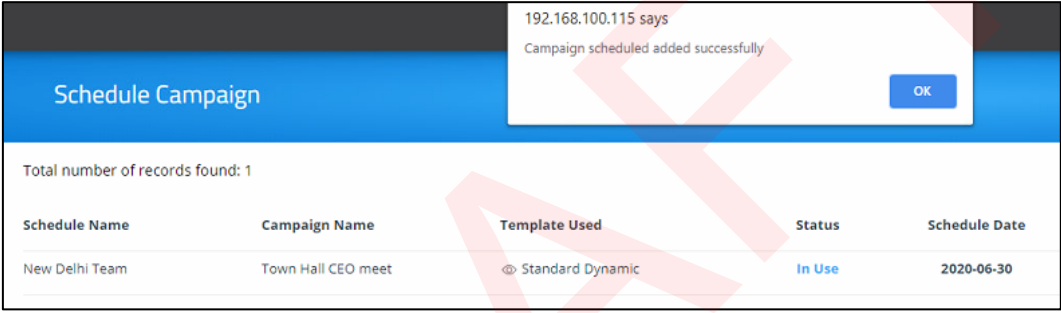 192.168.100.115 says
Campaign scheduled added successfully
OK
Schedule Campaign
Total number of records found: 1
Schedule Name Campaign Name Template Used Status Schedule Date
New Delhi Team Town Hall CEO meet Standard Dynamic In Use 2020-06-30